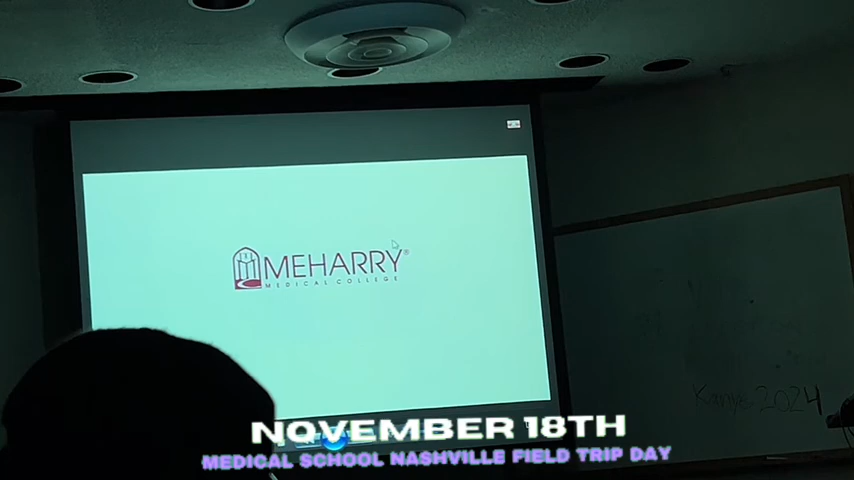 MEHARRY®
MEDICAL COLLEGE
Kanye 2024
NOVEMBER 18TH
MEDICAL SCHOOL NASHVILLE FIELD TRIP DAY